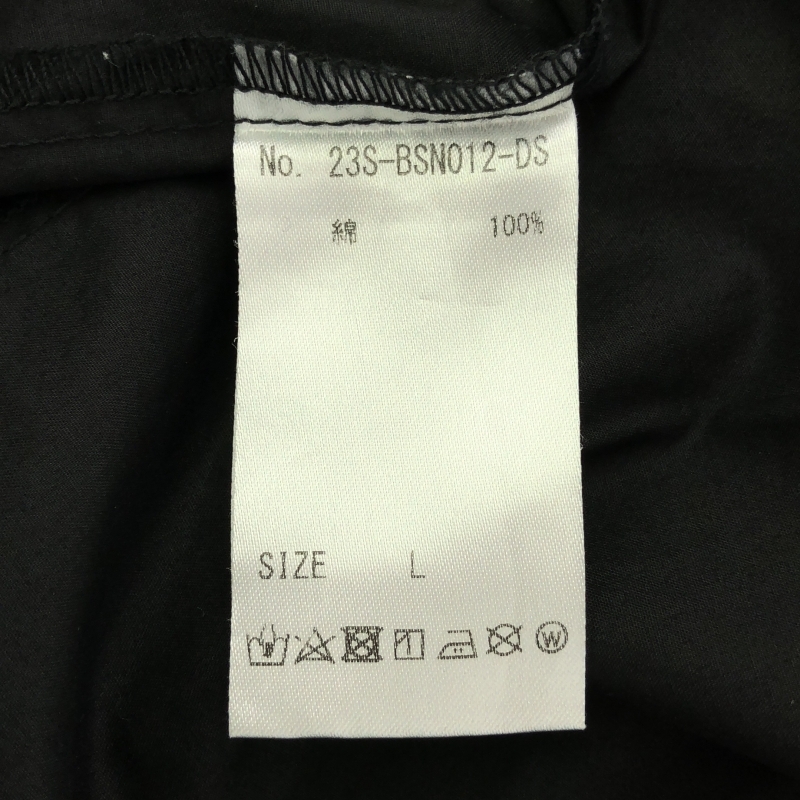 No. 23S-BSN012-DS
綿 100%
SIZE L
W